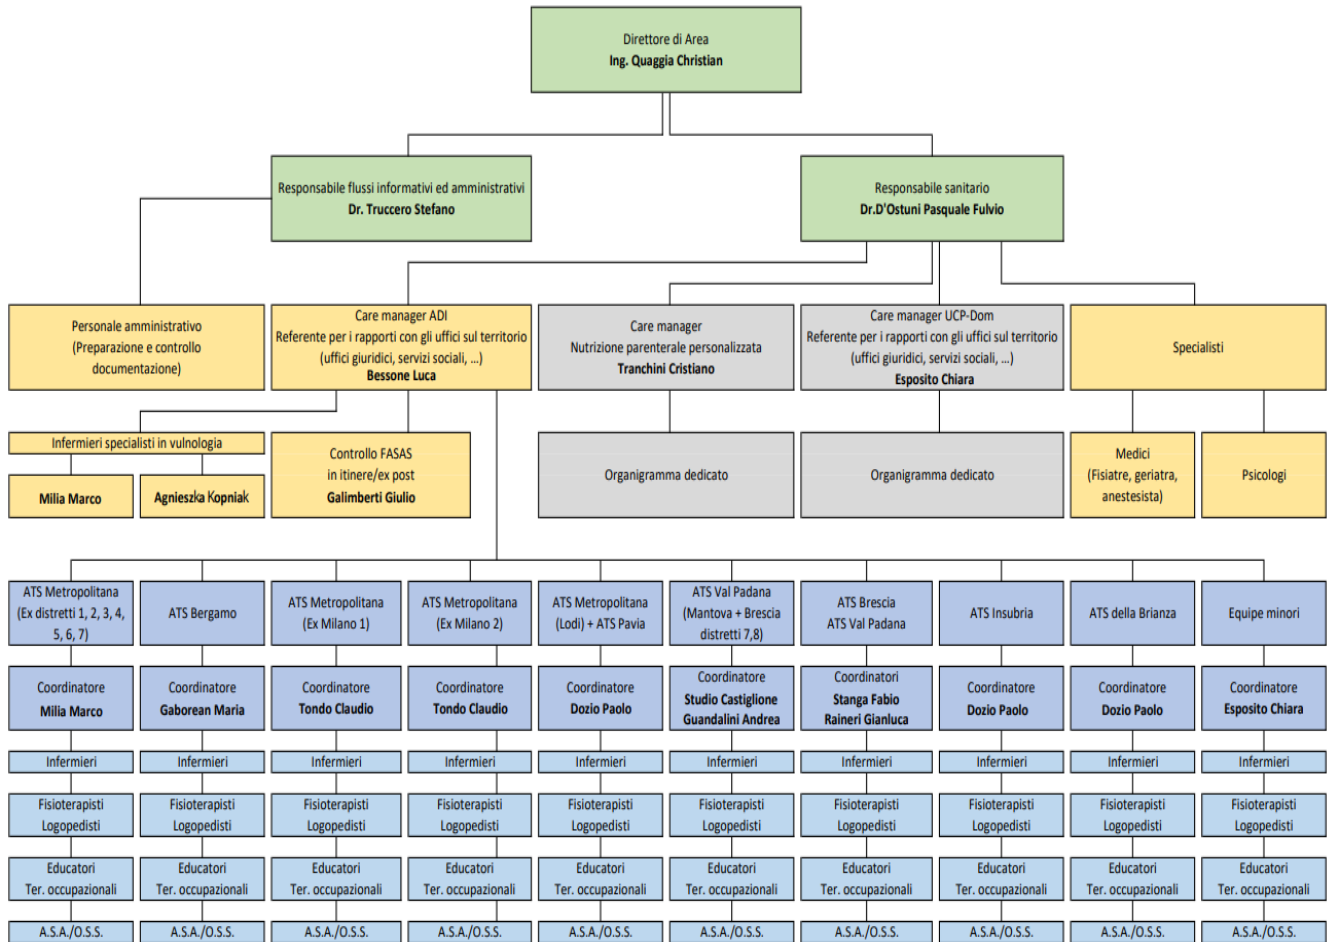 Direttore di Area
Ing. Quaggia Christian
Responsabile flussi informativi ed amministrativi
Dr. Truccero Stefano
Responsabile sanitario
Dr.D'Ostuni Pasquale Fulvio
Personale amministrativo
(Preparazione e controllo
documentazione)
Care manager ADI
Referente per i rapporti con gli uffici sul territorio
(uffici giuridici, servizi sociali, ...)
Bessone Luca
Care manager
Nutrizione parenterale personalizzata
Tranchini Cristiano
Care manager UCP-Dom
Referente per i rapporti con gli uffici sul territorio
(uffici giuridici, servizi sociali, ...)
Esposito Chiara
Specialisti
Infermieri specialisti in vulnologia
Milia Marco
Agnieszka Kopniak
Controllo FASAS
in itinere/ex post
Galimberti Giulio
Organigramma dedicato
Organigramma dedicato
Medici
(Fisiatre, geriatra,
anestesista)
Psicologi
ATS Metropolitana
(Ex distretti 1, 2, 3, 4,
5, 6, 7)
ATS Bergamo
ATS Metropolitana
(Ex Milano 1)
ATS Metropolitana
(Ex Milano 2)
ATS Metropolitana
(Lodi) + ATS Pavia
ATS Val Padana
(Mantova + Brescia
distretti 7,8)
ATS Brescia
ATS Val Padana
ATS Insubria
ATS della Brianza
Equipe minori
Coordinatore
Milia Marco
Coordinatore
Gaborean Maria
Coordinatore
Tondo Claudio
Coordinatore
Tondo Claudio
Coordinatore
Dozio Paolo
Coordinatore
Studio Castiglione
Guandalini Andrea
Coordinatori
Stanga Fabio
Raineri Gianluca
Coordinatore
Dozio Paolo
Coordinatore
Dozio Paolo
Coordinatore
Esposito Chiara
Infermieri
Infermieri
Infermieri
Infermieri
Infermieri
Infermieri
Infermieri
Infermieri
Infermieri
Infermieri
Fisioterapisti
Logopedisti
Fisioterapisti
Logopedisti
Fisioterapisti
Logopedisti
Fisioterapisti
Logopedisti
Fisioterapisti
Logopedisti
Fisioterapisti
Logopedisti
Fisioterapisti
Logopedisti
Fisioterapisti
Logopedisti
Fisioterapisti
Logopedisti
Fisioterapisti
Logopedisti
Educatori
Ter. occupazionali
Educatori
Ter. occupazionali
Educatori
Ter. occupazionali
Educatori
Ter. occupazionali
Educatori
Ter. occupazionali
Educatori
Ter. occupazionali
Educatori
Ter. occupazionali
Educatori
Ter. occupazionali
Educatori
Ter. occupazionali
Educatori
Ter. occupazionali
A.S.A./O.S.S.
A.S.A./O.S.S.
A.S.A./O.S.S.
A.S.A./O.S.S.
A.S.A./O.S.S.
A.S.A./O.S.S.
A.S.A./O.S.S.
A.S.A./O.S.S.
A.S.A./O.S.S.
A.S.A./O.S.S.